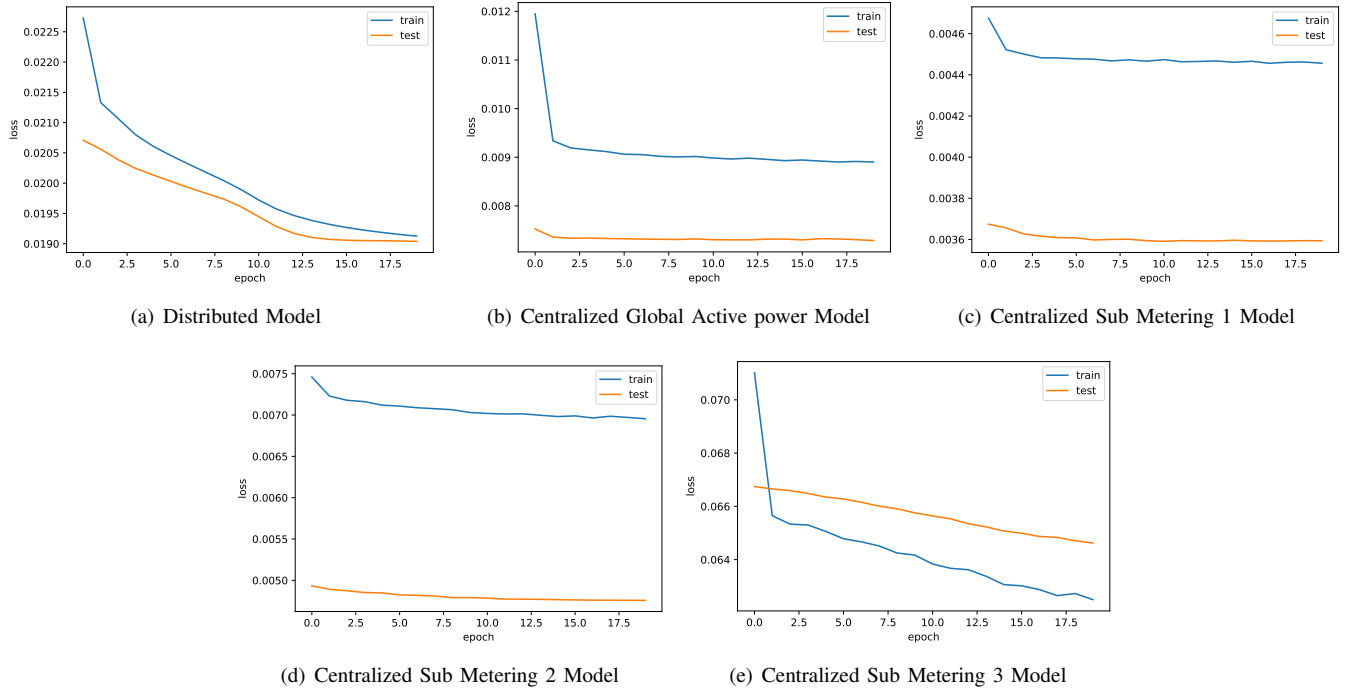 train
test
0.0225
0.0220
0.0215
0.0210
0.0205
0.0200
0.0195
0.0190
loss
0.0 2.5 5.0 7.5 10.0 12.5 15.0 17.5
epoch
(a) Distributed Model
train
test
0.012
0.011
0.010
0.009
0.008
loss
0.0 2.5 5.0 7.5 10.0 12.5 15.0 17.5
epoch
(b) Centralized Global Active power Model
train
test
0.0046
0.0044
0.0042
0.0040
0.0038
0.0036
loss
0.0 2.5 5.0 7.5 10.0 12.5 15.0 17.5
epoch
(c) Centralized Sub Metering 1 Model
train
test
0.0075
0.0070
0.0065
0.0060
0.0055
0.0050
loss
0.0 2.5 5.0 7.5 10.0 12.5 15.0 17.5
epoch
(d) Centralized Sub Metering 2 Model
train
test
0.070
0.068
0.066
0.064
loss
0.0 2.5 5.0 7.5 10.0 12.5 15.0 17.5
epoch
(e) Centralized Sub Metering 3 Model